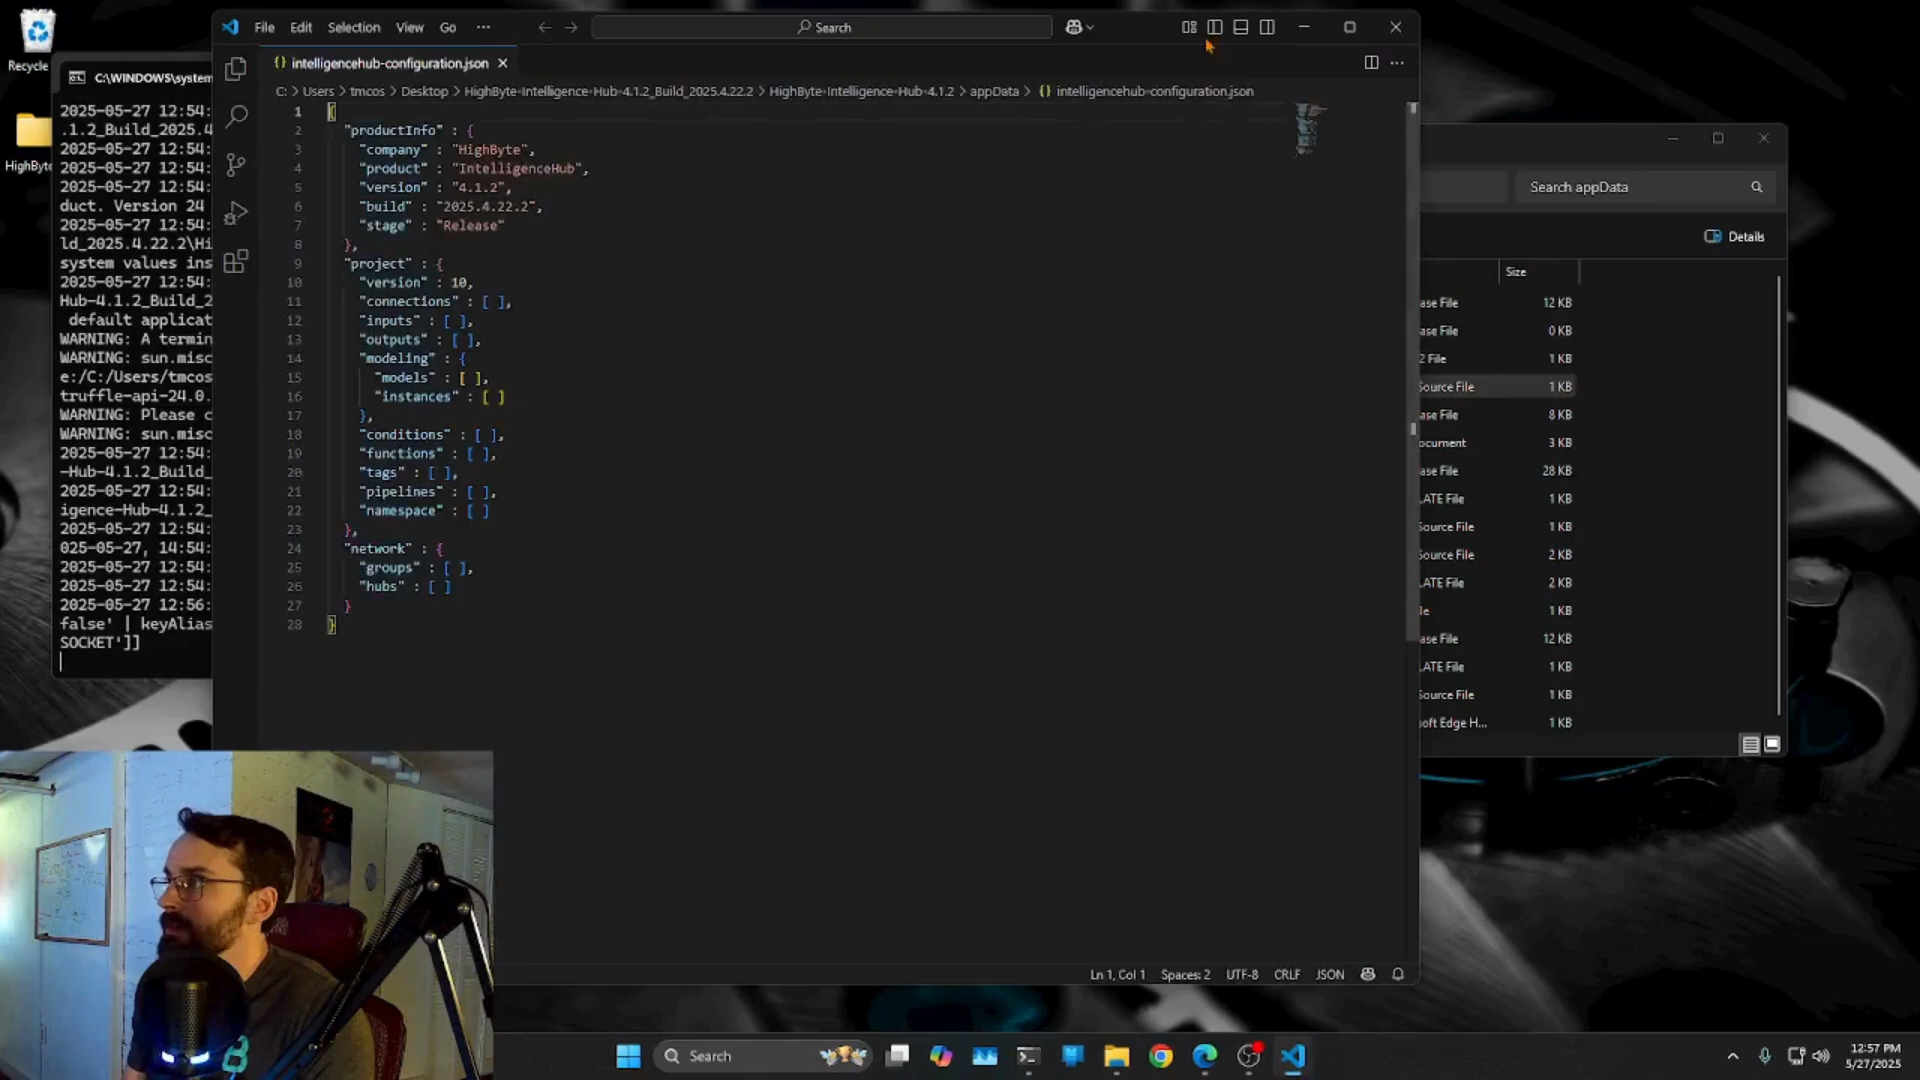 Recycle
HighByte
C:\WINDOWS\system
2025-05-27 12:54:
.1.2_Build_2025.4
2025-05-27 12:54:
2025-05-27 12:54:
2025-05-27 12:54:
duct. Version 24
2025-05-27 12:54:
ld_2025.4.22.2\Hi
system values ins
2025-05-27 12:54:
Hub-4.1.2_Build_2
default applicat
WARNING: A termin
WARNING: sun.misc
e:/C:/Users/tmcos
truffle-api-24.0.
WARNING: Please c
WARNING: sun.misc
2025-05-27 12:54:
-Hub-4.1.2_Build_
2025-05-27 12:54:
igence-Hub-4.1.2_
2025-05-27 12:54:
025-05-27, 14:54:
2025-05-27 12:54:
2025-05-27 12:54:
2025-05-27 12:56:
false' | keyAlias
SOCKET']]
File Edit Selection View Go ··· Search
{} intelligencehub-configuration.json
C: > Users > tmcos > Desktop > HighByte-Intelligence-Hub-4.1.2_Build_2025.4.22.2 > HighByte-Intelligence-Hub-4.1.2 > appData > {} intelligencehub-configuration.json
1 {
2 "productInfo" : {
3 "company" : "HighByte",
4 "product" : "IntelligenceHub",
5 "version" : "4.1.2",
6 "build" : "2025.4.22.2",
7 "stage" : "Release"
8 },
9 "project" : {
10 "version" : 10,
11 "connections" : [ ],
12 "inputs" : [ ],
13 "outputs" : [ ],
14 "modeling" : {
15 "models" : [ ],
16 "instances" : [ ]
17 },
18 "conditions" : [ ],
19 "functions" : [ ],
20 "tags" : [ ],
21 "pipelines" : [ ],
22 "namespace" : [ ]
23 },
24 "network" : {
25 "groups" : [ ],
26 "hubs" : [ ]
27 }
28 }
Ln 1, Col 1 Spaces: 2 UTF-8 CRLF JSON
Search appData
Details
Size
ase File 12 KB
ase File 0 KB
2 File 1 KB
Source File 1 KB
ase File 8 KB
ocument 3 KB
ase File 28 KB
LATE File 1 KB
Source File 1 KB
Source File 2 KB
LATE File 2 KB
le 1 KB
ase File 12 KB
LATE File 1 KB
Source File 1 KB
oft Edge H... 1 KB
Search
12:57 PM
5/27/2025